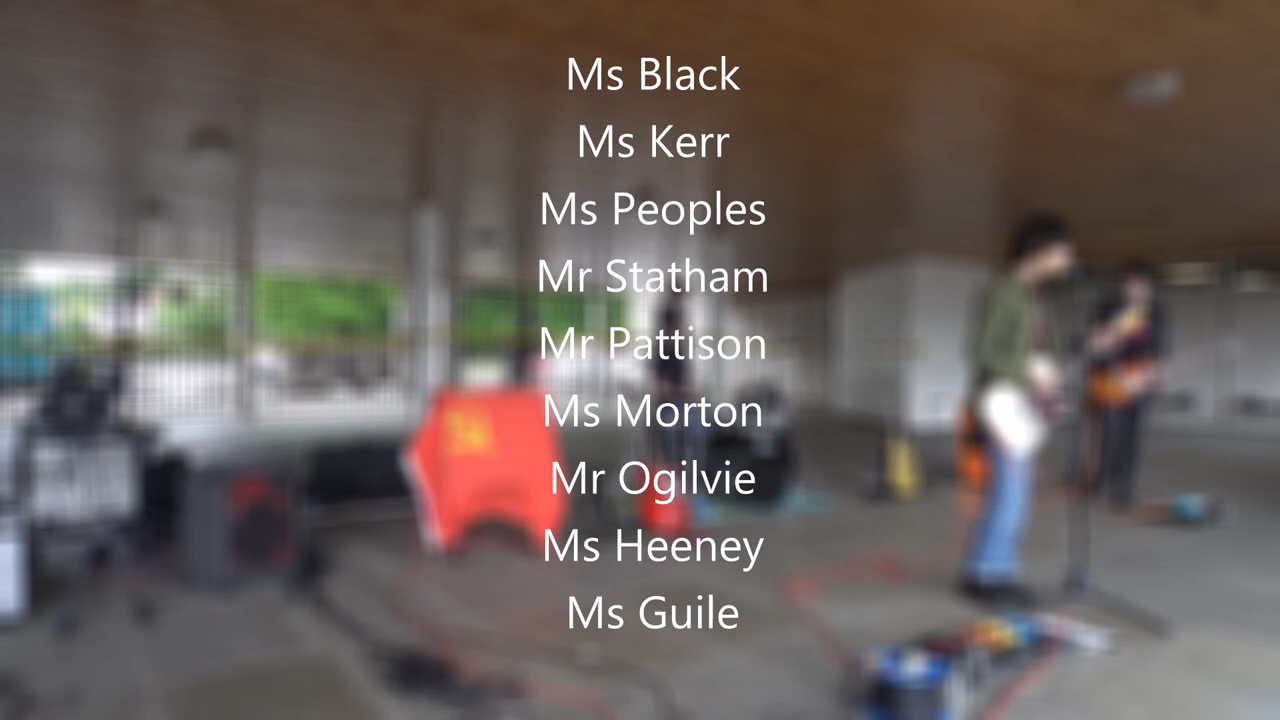 Ms Black
Ms Kerr
Ms Peoples
Mr Statham
Mr Pattison
Ms Morton
Mr Ogilvie
Ms Heeney
Ms Guile